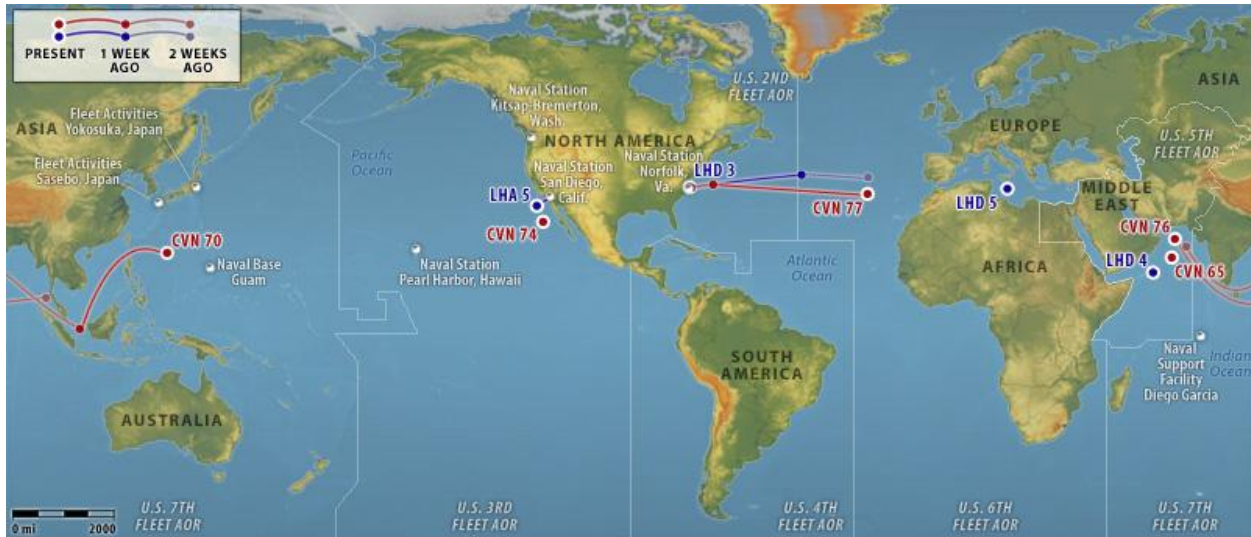 PRESENT
1 WEEK
AGO
2 WEEKS
AGO
U.S. 2ND
FLEET AOR
ASIA
Fleet Activities
Yokosuka, Japan
ASIA
Fleet Activities
Sasebo, Japan
Pacific
Ocean
Naval Station
Kitsap-Bremerton,
Wash.
NORTH AMERICA
Naval Station
San Diego,
Calif.
Naval Station
Norfolk,
Va.
LHD 3
LHA 5
CVN 74
CVN 77
EUROPE
U.S. 5TH
FLEET AOR
LHD 5
MIDDLE
EAST
CVN 76
CVN 70
Naval Base
Guam
Naval Station
Pearl Harbor, Hawaii
Atlantic
Ocean
AFRICA
LHD 4
CVN 65
SOUTH
AMERICA
Naval
Support
Facility
Diego Garcia
Indian
Ocean
AUSTRALIA
0 mi
2000
U.S. 7TH
FLEET AOR
U.S. 3RD
FLEET AOR
U.S. 4TH
FLEET AOR
U.S. 6TH
FLEET AOR
U.S. 7TH
FLEET AOR